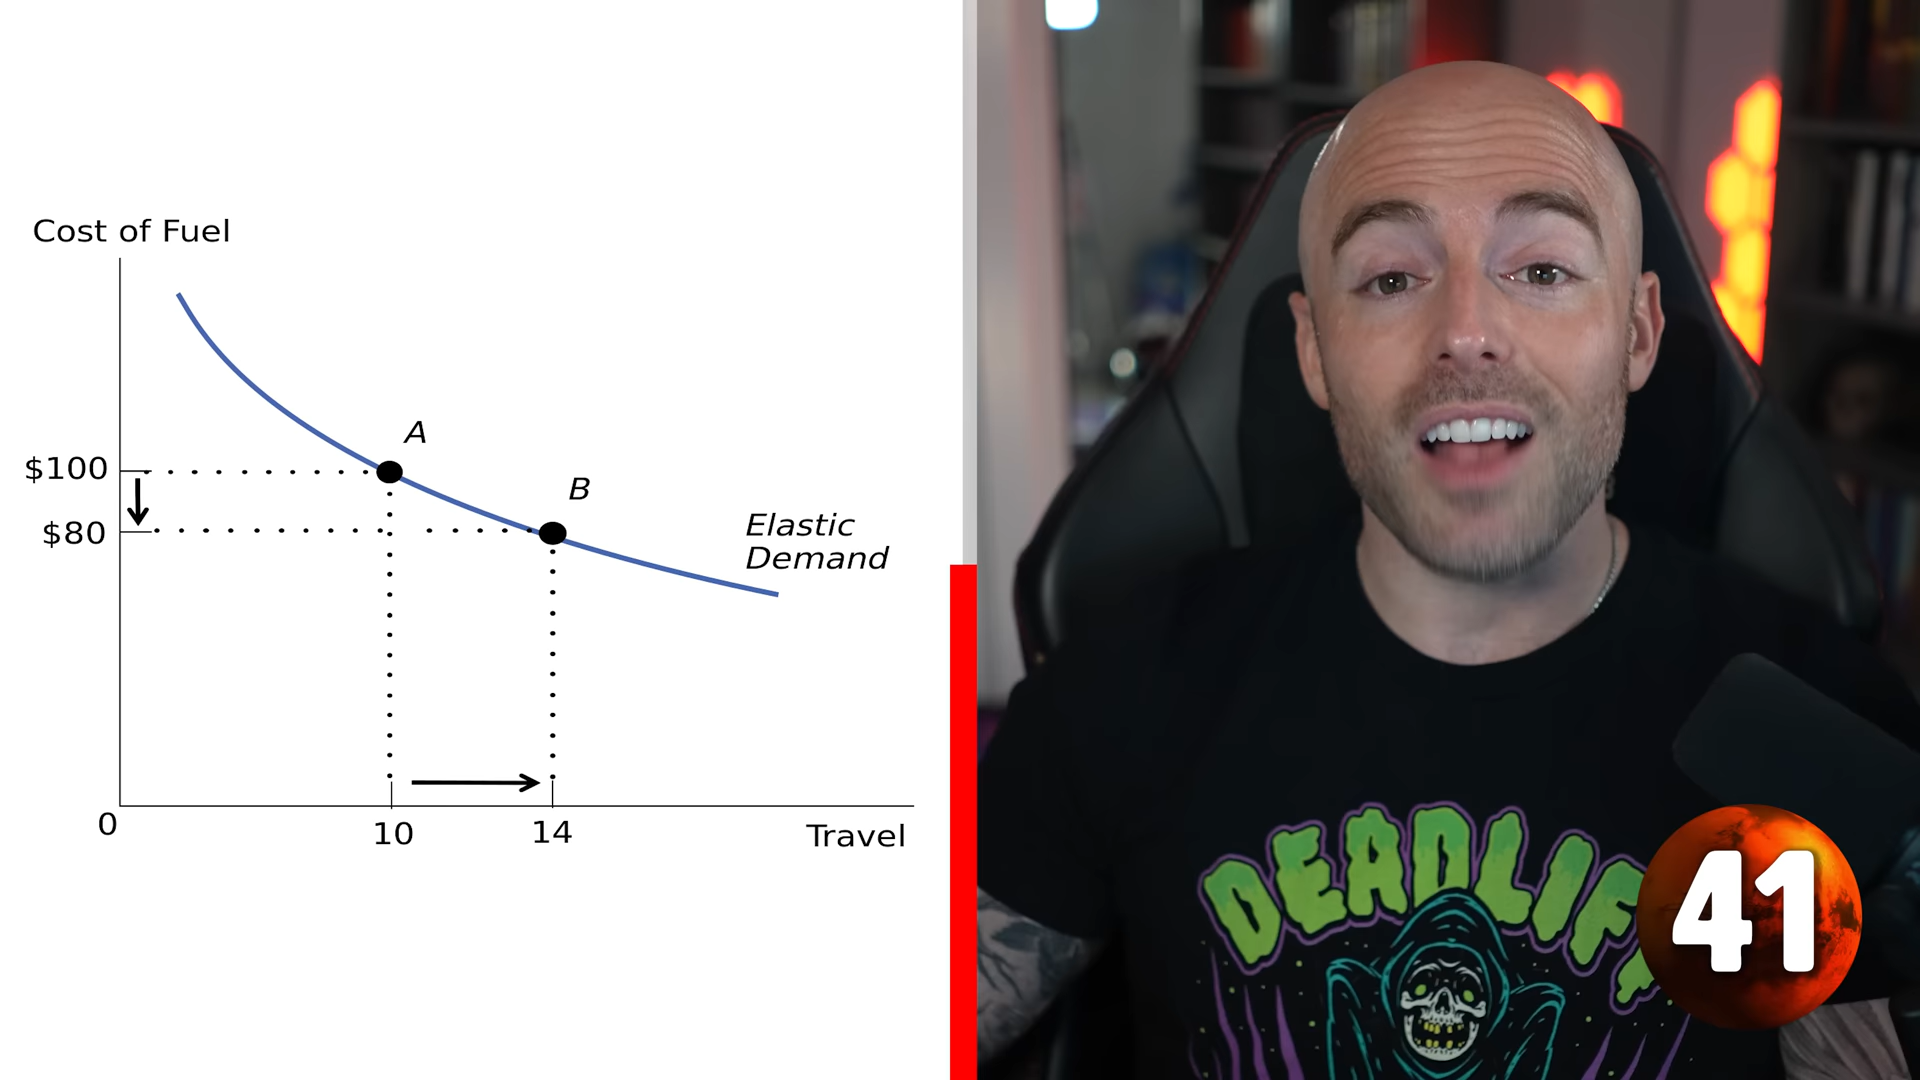 Cost of Fuel
A
$100
B
$80
Elastic
Demand
0
10
14
Travel
DEADLIF
41